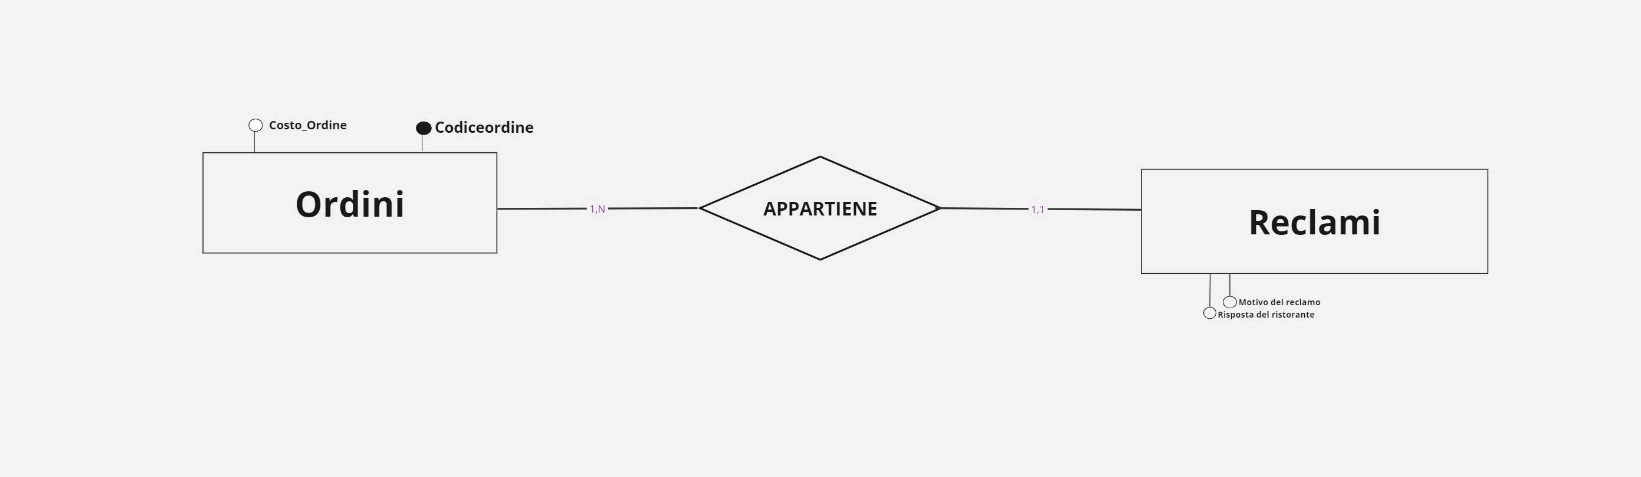 Costo_Ordine
Codiceordine
Ordini
1,N
APPARTIENE
1,1
Reclami
Motivo del reclamo
Risposta del ristorante